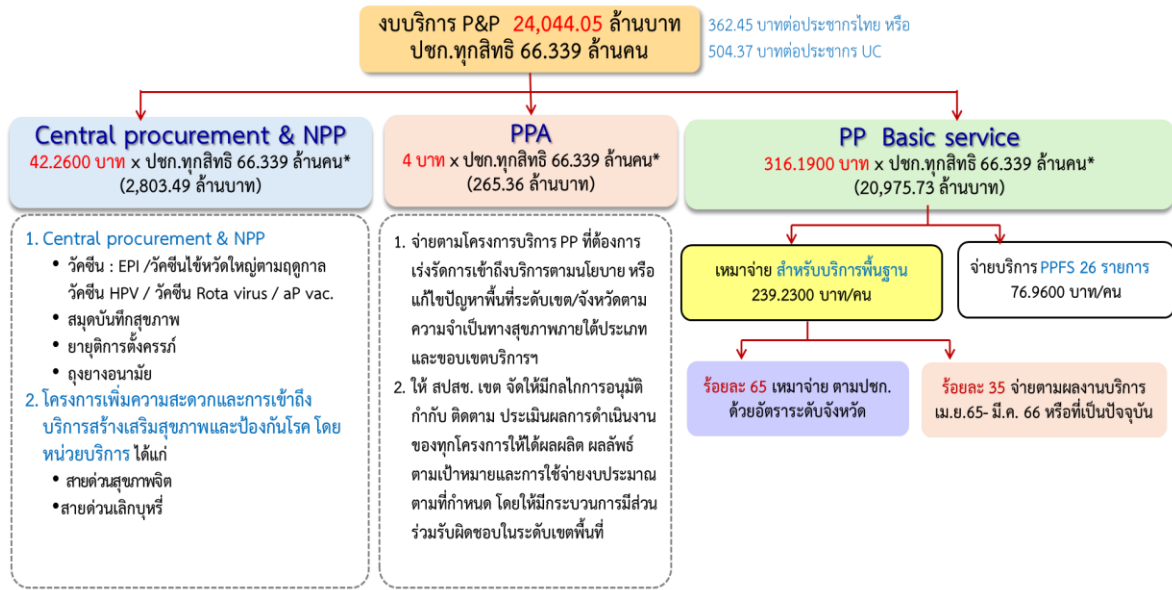 งบบริการ P&P 24,044.05 ล้านบาท
ปชก.ทุกสิทธิ 66.339 ล้านคน
362.45 บาทต่อประชากรไทย หรือ
504.37 บาทต่อประชากร UC
Central procurement & NPP
42.2600 บาท x ปชก.ทุกสิทธิ 66.339 ล้านคน*
(2,803.49 ล้านบาท)
1. Central procurement & NPP
• วัคซีน : EPI /วัคซีนไข้หวัดใหญ่ตามฤดูกาล
วัคซีน HPV / วัคซีน Rota virus / aP vac.
• สมุดบันทึกสุขภาพ
• ยายุติการตั้งครรภ์
• ถุงยางอนามัย
2. โครงการเพิ่มความสะดวกและการเข้าถึง
บริการสร้างเสริมสุขภาพและป้องกันโรค โดย
หน่วยบริการ ได้แก่
• สายด่วนสุขภาพจิต
•สายด่วนเลิกบุหรี่
PPA
4 บาท x ปชก.ทุกสิทธิ 66.339 ล้านคน*
(265.36 ล้านบาท)
1. จ่ายตามโครงการบริการ PP ที่ต้องการ
เร่งรัดการเข้าถึงบริการตามนโยบาย หรือ
แก้ไขปัญหาพื้นที่ระดับเขต/จังหวัดตาม
ความจำเป็นทางสุขภาพภายใต้ประเภท
และขอบเขตบริการฯ
2. ให้ สปสช. เขต จัดให้มีกลไกการอนุมัติ
กำกับ ติดตาม ประเมินผลการดำเนินงาน
ของทุกโครงการให้ได้ผลผลิต ผลลัพธ์
ตามเป้าหมายและการใช้จ่ายงบประมาณ
ตามที่กำหนด โดยให้มีกระบวนการมีส่วน
ร่วมรับผิดชอบในระดับเขตพื้นที่
PP Basic service
316.1900 บาท x ปชก.ทุกสิทธิ 66.339 ล้านคน*
(20,975.73 ล้านบาท)
เหมาจ่าย สำหรับบริการพื้นฐาน
239.2300 บาท/คน
จ่ายบริการ PPFS 26 รายการ
76.9600 บาท/คน
ร้อยละ 65 เหมาจ่าย ตามปชก.
ด้วยอัตราระดับจังหวัด
ร้อยละ 35 จ่ายตามผลงานบริการ
เม.ย.65- มี.ค. 66 หรือที่เป็นปัจจุบัน